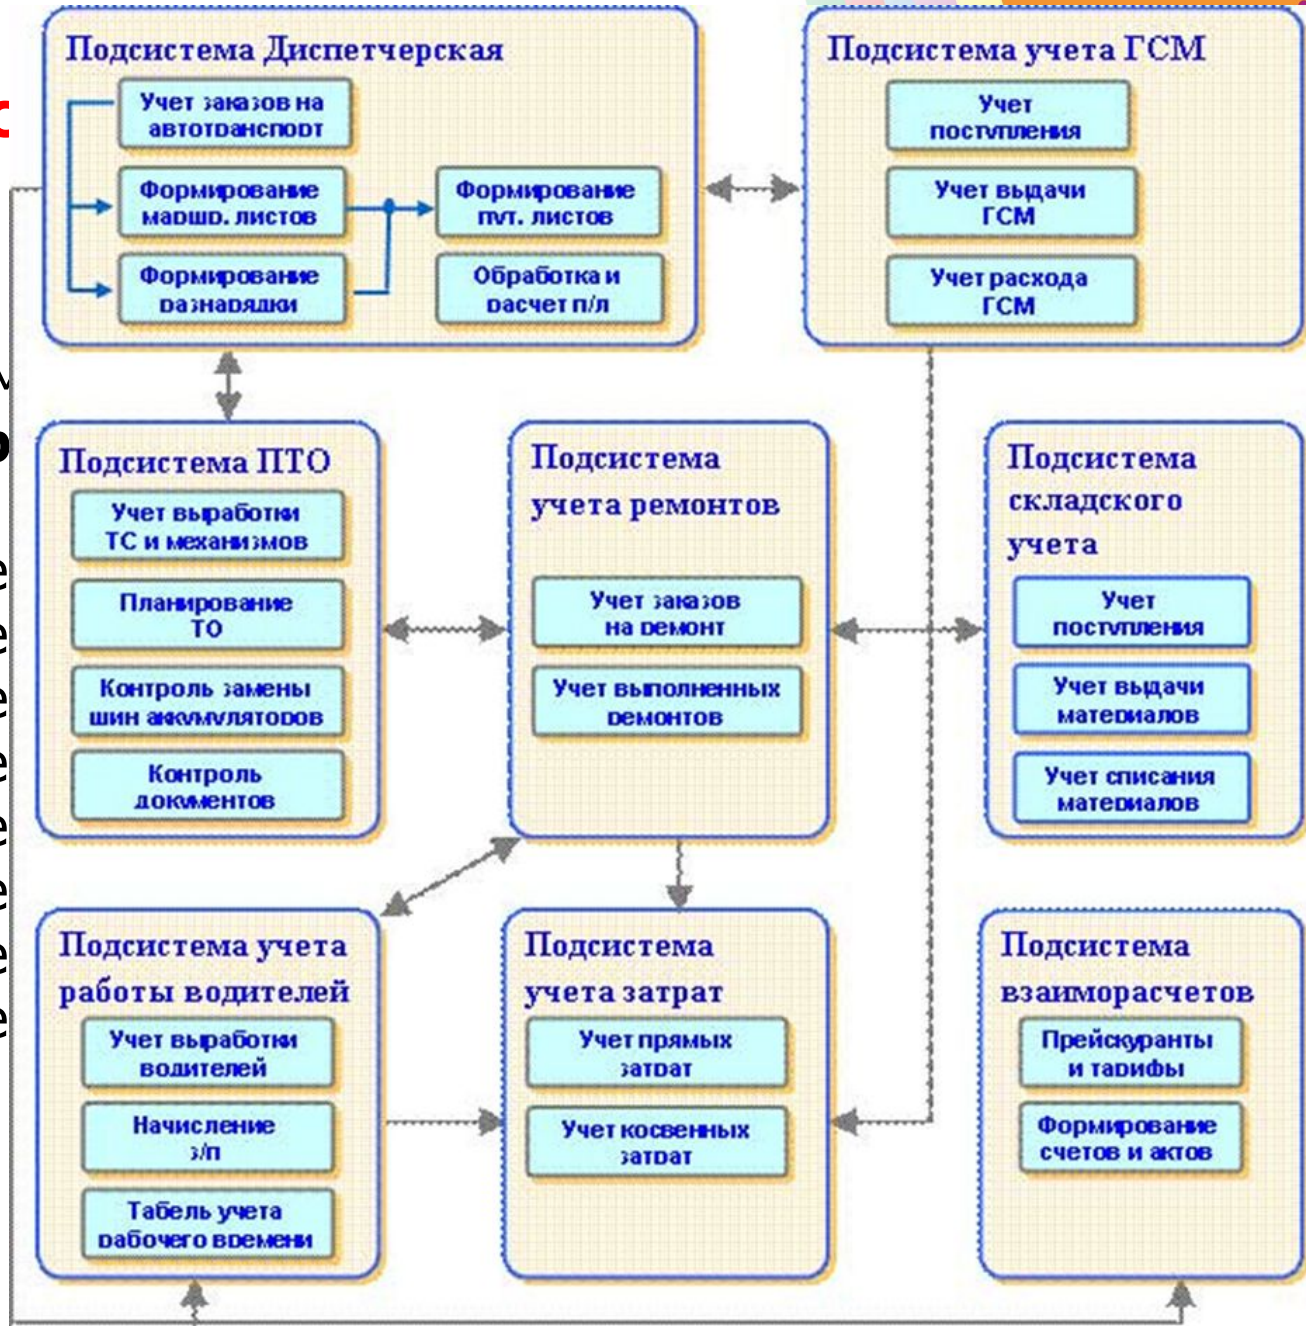 Подсистема Диспетчерская
Учет заказов на
автотранспорт
Формирование
марщр. листов
Формирование
разнарядки
Формирование
пут. листов
Обработка и
расчет п/л
Подсистема учета ГСМ
Учет
поступления
Учет выдачи
ГСМ
Учет расхода
ГСМ
Подсистема ПТО
Учет выработки
ТС и механизмов
Планирование
ТО
Контроль замены
шин аккумуляторов
Контроль
документов
Подсистема
учета ремонтов
Учет заказов
на ремонт
Учет выполненных
ремонтов
Подсистема
складского
учета
Учет
поступления
Учет выдачи
материалов
Учет списания
материалов
Подсистема учета
работы водителей
Учет выработки
водителей
Начисление
з/п
Табель учета
рабочего времени
Подсистема
учета затрат
Учет прямых
затрат
Учет косвенных
затрат
Подсистема
взаиморасчетов
Прейскуранты
и тарифы
Формирование
счетов и актов